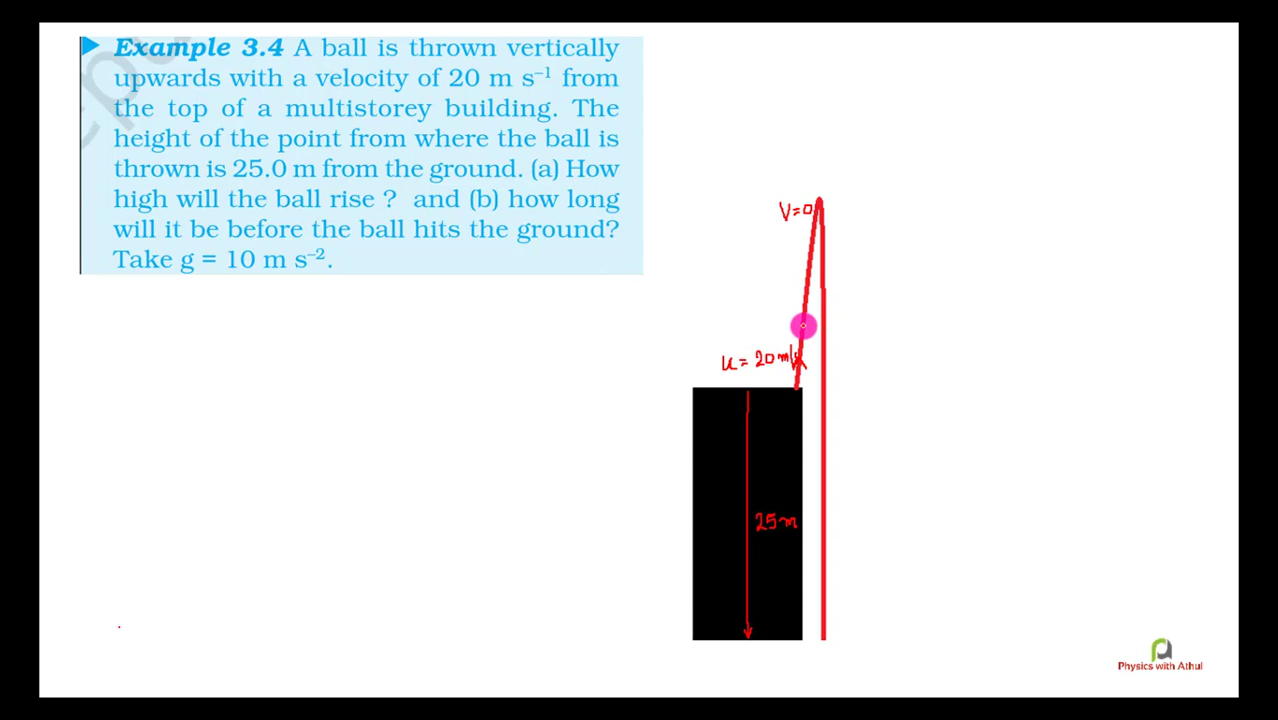 Example 3.4 A ball is thrown vertically
upwards with a velocity of 20 m s⁻¹ from
the top of a multistorey building. The
height of the point from where the ball is
thrown is 25.0 m from the ground. (a) How
high will the ball rise ? and (b) how long
will it be before the ball hits the ground?
Take g = 10 m s⁻².
V=0
u = 20 m/s
25m
Physics with Athul